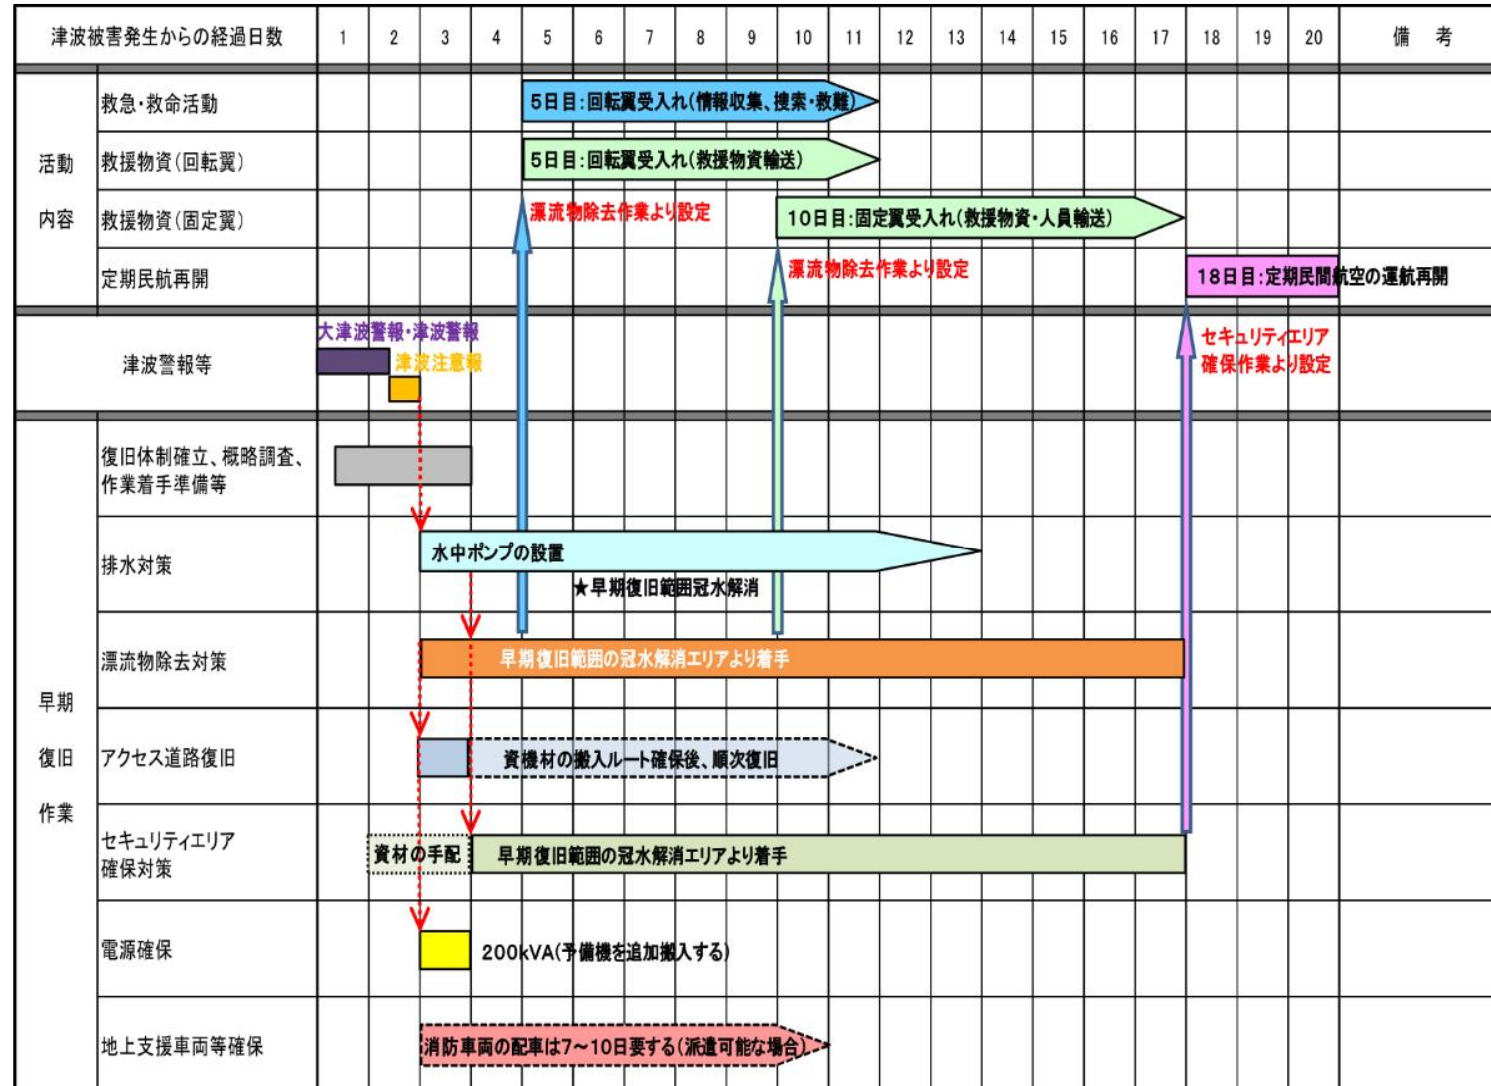 津波被害発生からの経過日数 1 2 3 4 5 6 7 8 9 10 11 12 13 14 15 16 17 18 19 20 備 考
活動
内容
救急・救命活動
5日目：回転翼受入れ(情報収集、捜索・救難)
救援物資(回転翼)
5日目：回転翼受入れ(救援物資輸送)
救援物資(固定翼)
漂流物除去作業より設定
10日目：固定翼受入れ(救援物資・人員輸送)
定期民航再開
漂流物除去作業より設定
18日目：定期民間航空の運航再開
津波警報等
大津波警報・津波警報
津波注意報
セキュリティエリア
確保作業より設定
早期
復旧
作業
復旧体制確立、概略調査、
作業着手準備等
排水対策
水中ポンプの設置
★早期復旧範囲冠水解消
漂流物除去対策
早期復旧範囲の冠水解消エリアより着手
アクセス道路復旧
資機材の搬入ルート確保後、順次復旧
セキュリティエリア
確保対策
資材の手配
早期復旧範囲の冠水解消エリアより着手
電源確保
200kVA(予備機を追加搬入する)
地上支援車両等確保
消防車両の配車は7～10日要する(派遣可能な場合)